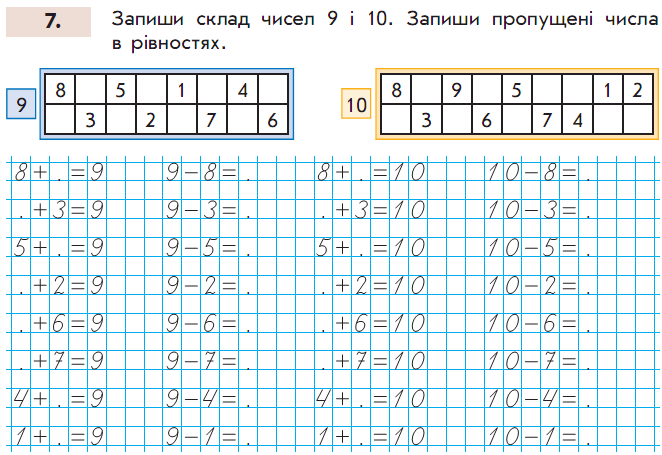 7. Запиши склад чисел 9 і 10. Запиши пропущені числа
в рівностях.
9 8 5 1 4 10 8 9 5 1 2
3 2 7 6 3 6 7 4
8 + . = 9 9 − 8 = . 8 + . = 10 10 − 8 = .
. + 3 = 9 9 − 3 = . . + 3 = 10 10 − 3 = .
5 + . = 9 9 − 5 = . 5 + . = 10 10 − 5 = .
. + 2 = 9 9 − 2 = . . + 2 = 10 10 − 2 = .
. + 6 = 9 9 − 6 = . . + 6 = 10 10 − 6 = .
. + 7 = 9 9 − 7 = . . + 7 = 10 10 − 7 = .
4 + . = 9 9 − 4 = . 4 + . = 10 10 − 4 = .
1 + . = 9 9 − 1 = . 1 + . = 10 10 − 1 = .